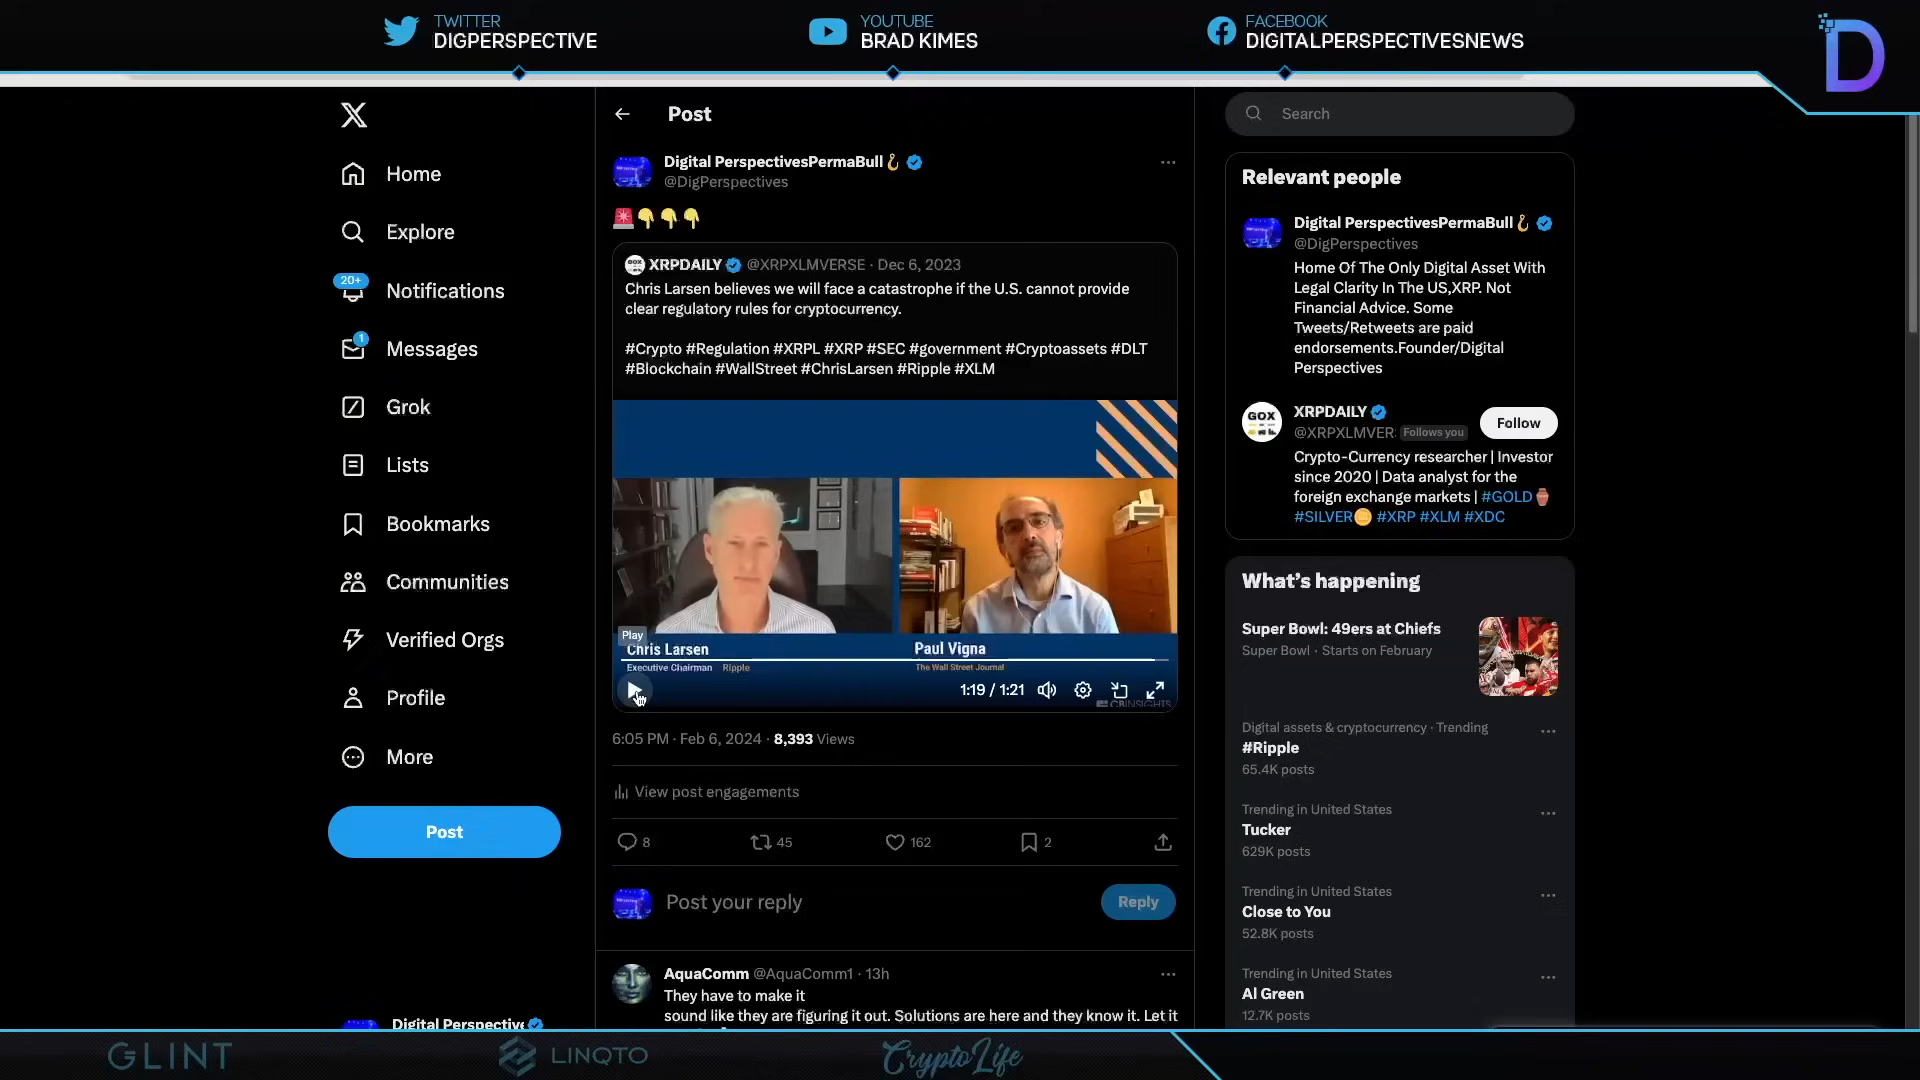 TWITTER
DIGPERSPECTIVE
YOUTUBE
BRAD KIMES
FACEBOOK
DIGITALPERSPECTIVESNEWS
D
Home
Explore
20+
Notifications
1
Messages
Grok
Lists
Bookmarks
Communities
Verified Orgs
Profile
More
Post
Digital Perspective
Post
Digital PerspectivesPermaBull
@DigPerspectives
XRPDAILY @XRPXLMVERSE · Dec 6, 2023
Chris Larsen believes we will face a catastrophe if the U.S. cannot provide
clear regulatory rules for cryptocurrency.
#Crypto #Regulation #XRPL #XRP #SEC #government #Cryptoassets #DLT
#Blockchain #WallStreet #ChrisLarsen #Ripple #XLM
Play
Chris Larsen
Executive Chairman Ripple
Paul Vigna
The Wall Street Journal
1:19 / 1:21
CBINSIGHTS
6:05 PM · Feb 6, 2024 · 8,393 Views
View post engagements
8 45 162 2
Post your reply
Reply
AquaComm @AquaComm1 · 13h
They have to make it
sound like they are figuring it out. Solutions are here and they know it. Let it
Search
Relevant people
Digital PerspectivesPermaBull
@DigPerspectives
Home Of The Only Digital Asset With
Legal Clarity In The US,XRP. Not
Financial Advice. Some
Tweets/Retweets are paid
endorsements.Founder/Digital
Perspectives
GOX
XRPDAILY
@XRPXLMVER Follows you
Follow
Crypto-Currency researcher | Investor
since 2020 | Data analyst for the
foreign exchange markets | #GOLD
#SILVER #XRP #XLM #XDC
What's happening
Super Bowl: 49ers at Chiefs
Super Bowl · Starts on February
Digital assets & cryptocurrency · Trending
#Ripple
65.4K posts
Trending in United States
Tucker
629K posts
Trending in United States
Close to You
52.8K posts
Trending in United States
Al Green
12.7K posts
GLINT
LINQTO
CryptoLife